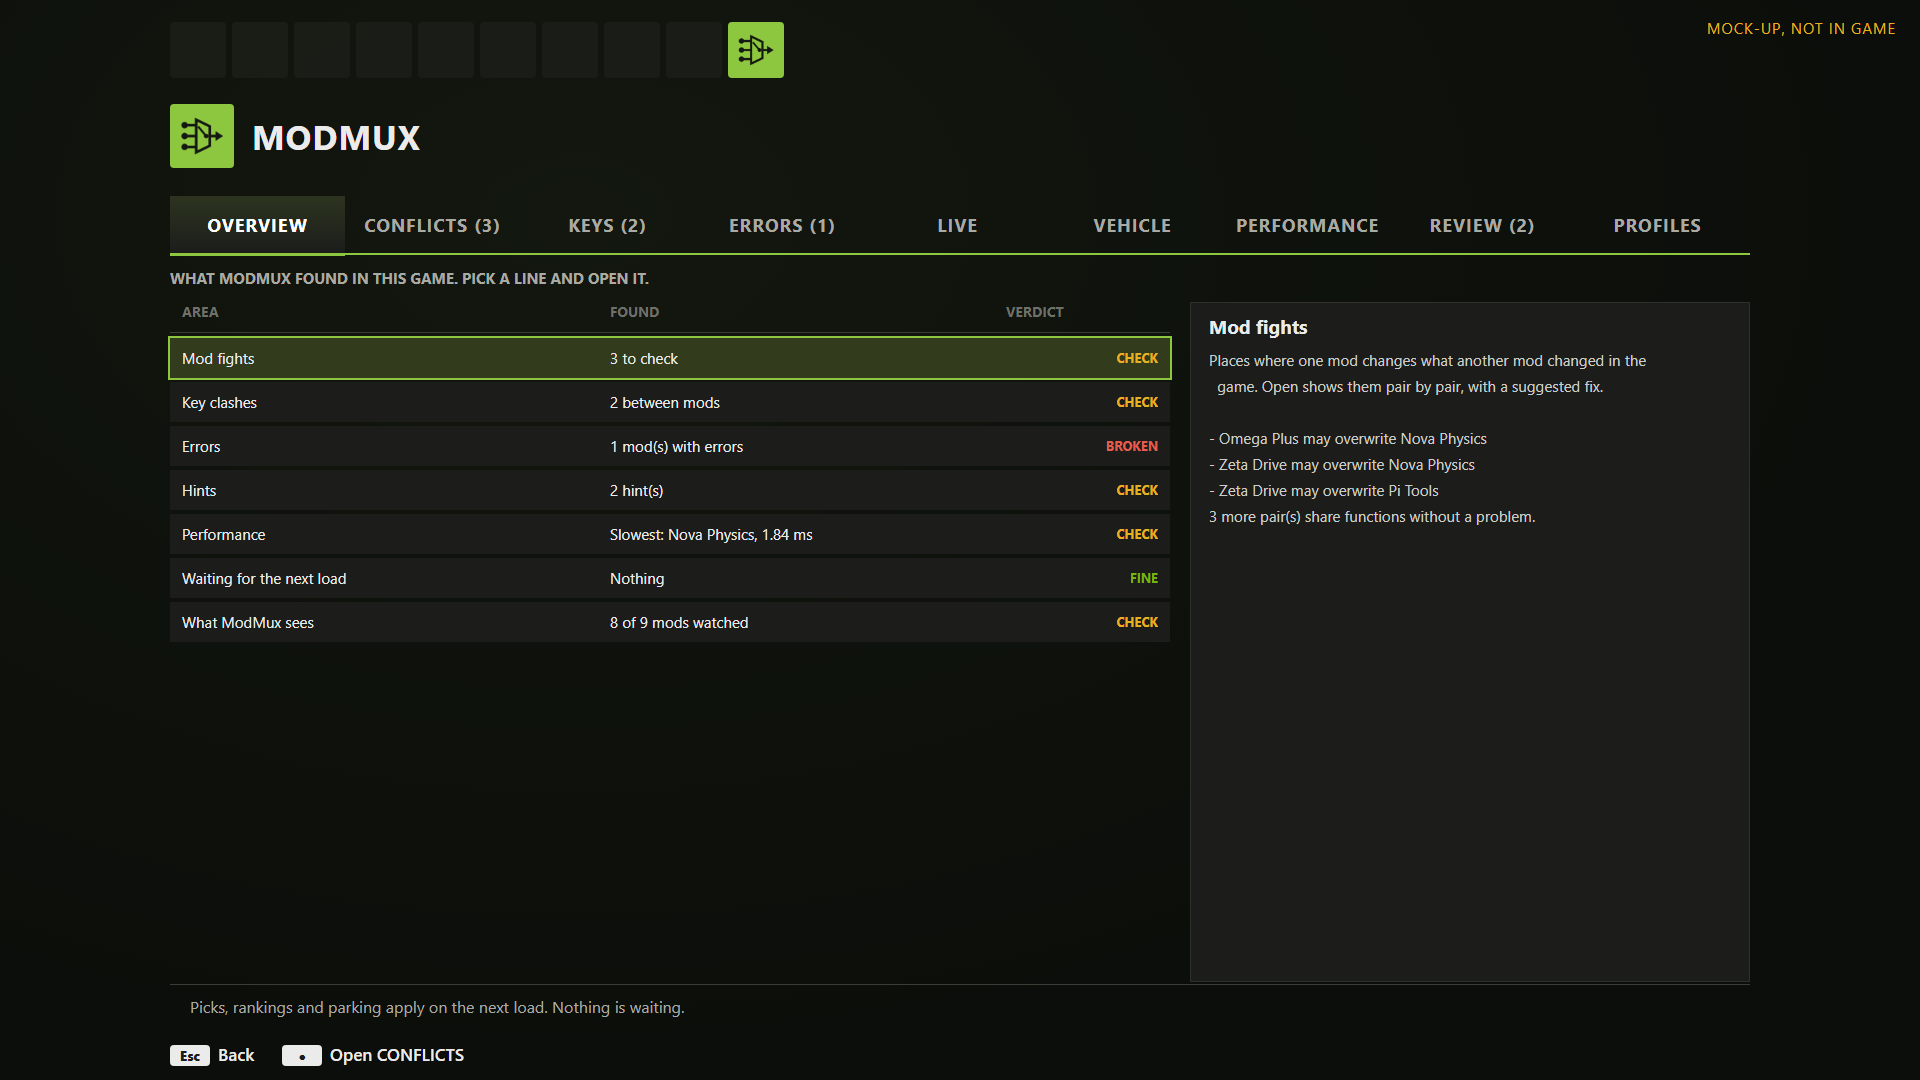 MOCK-UP, NOT IN GAME
MODMUX
OVERVIEW
CONFLICTS (3)
KEYS (2)
ERRORS (1)
LIVE
VEHICLE
PERFORMANCE
REVIEW (2)
PROFILES
WHAT MODMUX FOUND IN THIS GAME. PICK A LINE AND OPEN IT.
AREA FOUND VERDICT
Mod fights 3 to check CHECK
Key clashes 2 between mods CHECK
Errors 1 mod(s) with errors BROKEN
Hints 2 hint(s) CHECK
Performance Slowest: Nova Physics, 1.84 ms CHECK
Waiting for the next load Nothing FINE
What ModMux sees 8 of 9 mods watched CHECK
Mod fights
Places where one mod changes what another mod changed in the
game. Open shows them pair by pair, with a suggested fix.
- Omega Plus may overwrite Nova Physics
- Zeta Drive may overwrite Nova Physics
- Zeta Drive may overwrite Pi Tools
3 more pair(s) share functions without a problem.
Picks, rankings and parking apply on the next load. Nothing is waiting.
Esc Back
Open CONFLICTS